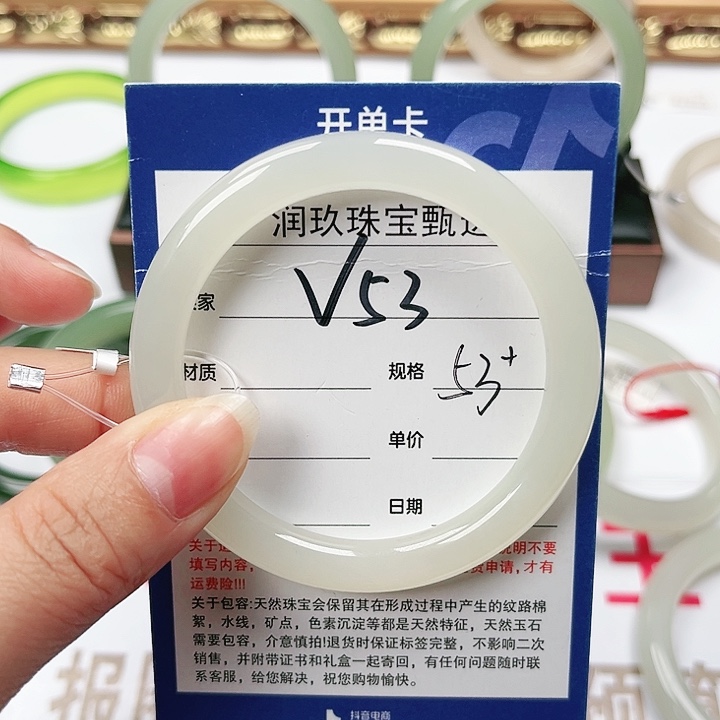 开单卡
润玖珠宝甄选
家
V53
材质
规格 53+
单价
日期
关于
说明不要
填写内容,
申请,才有
运费险!!!
关于包容:天然珠宝会保留其在形成过程中产生的纹路棉
絮，水线，矿点，色素沉淀等都是天然特征，天然玉石
需要包容，介意慎拍!退货时保证标签完整，不影响二次
销售，并附带证书和礼盒一起寄回，有任何问题随时联
系客服，给您解决，祝您购物愉快。
抖音电商